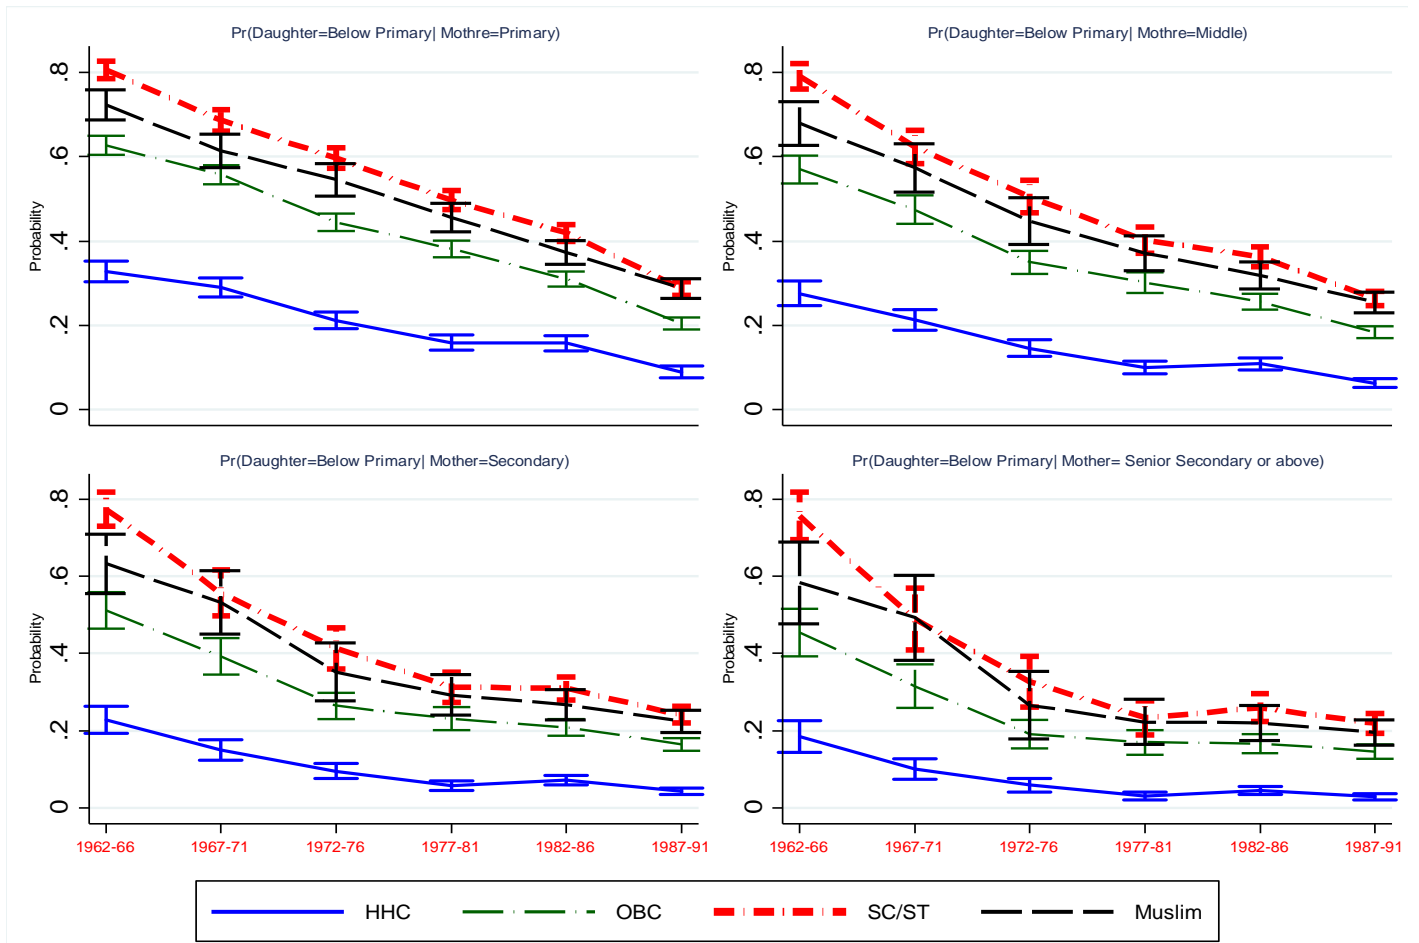 Pr(Daughter=Below Primary| Mothre=Primary)
Probability
.8
.6
.4
.2
0
Pr(Daughter=Below Primary| Mothre=Middle)
Probability
.8
.6
.4
.2
0
Pr(Daughter=Below Primary| Mother=Secondary)
Probability
.8
.6
.4
.2
0
1962-66 1967-71 1972-76 1977-81 1982-86 1987-91
Pr(Daughter=Below Primary| Mother= Senior Secondary or above)
Probability
.8
.6
.4
.2
0
1962-66 1967-71 1972-76 1977-81 1982-86 1987-91
HHC OBC SC/ST Muslim